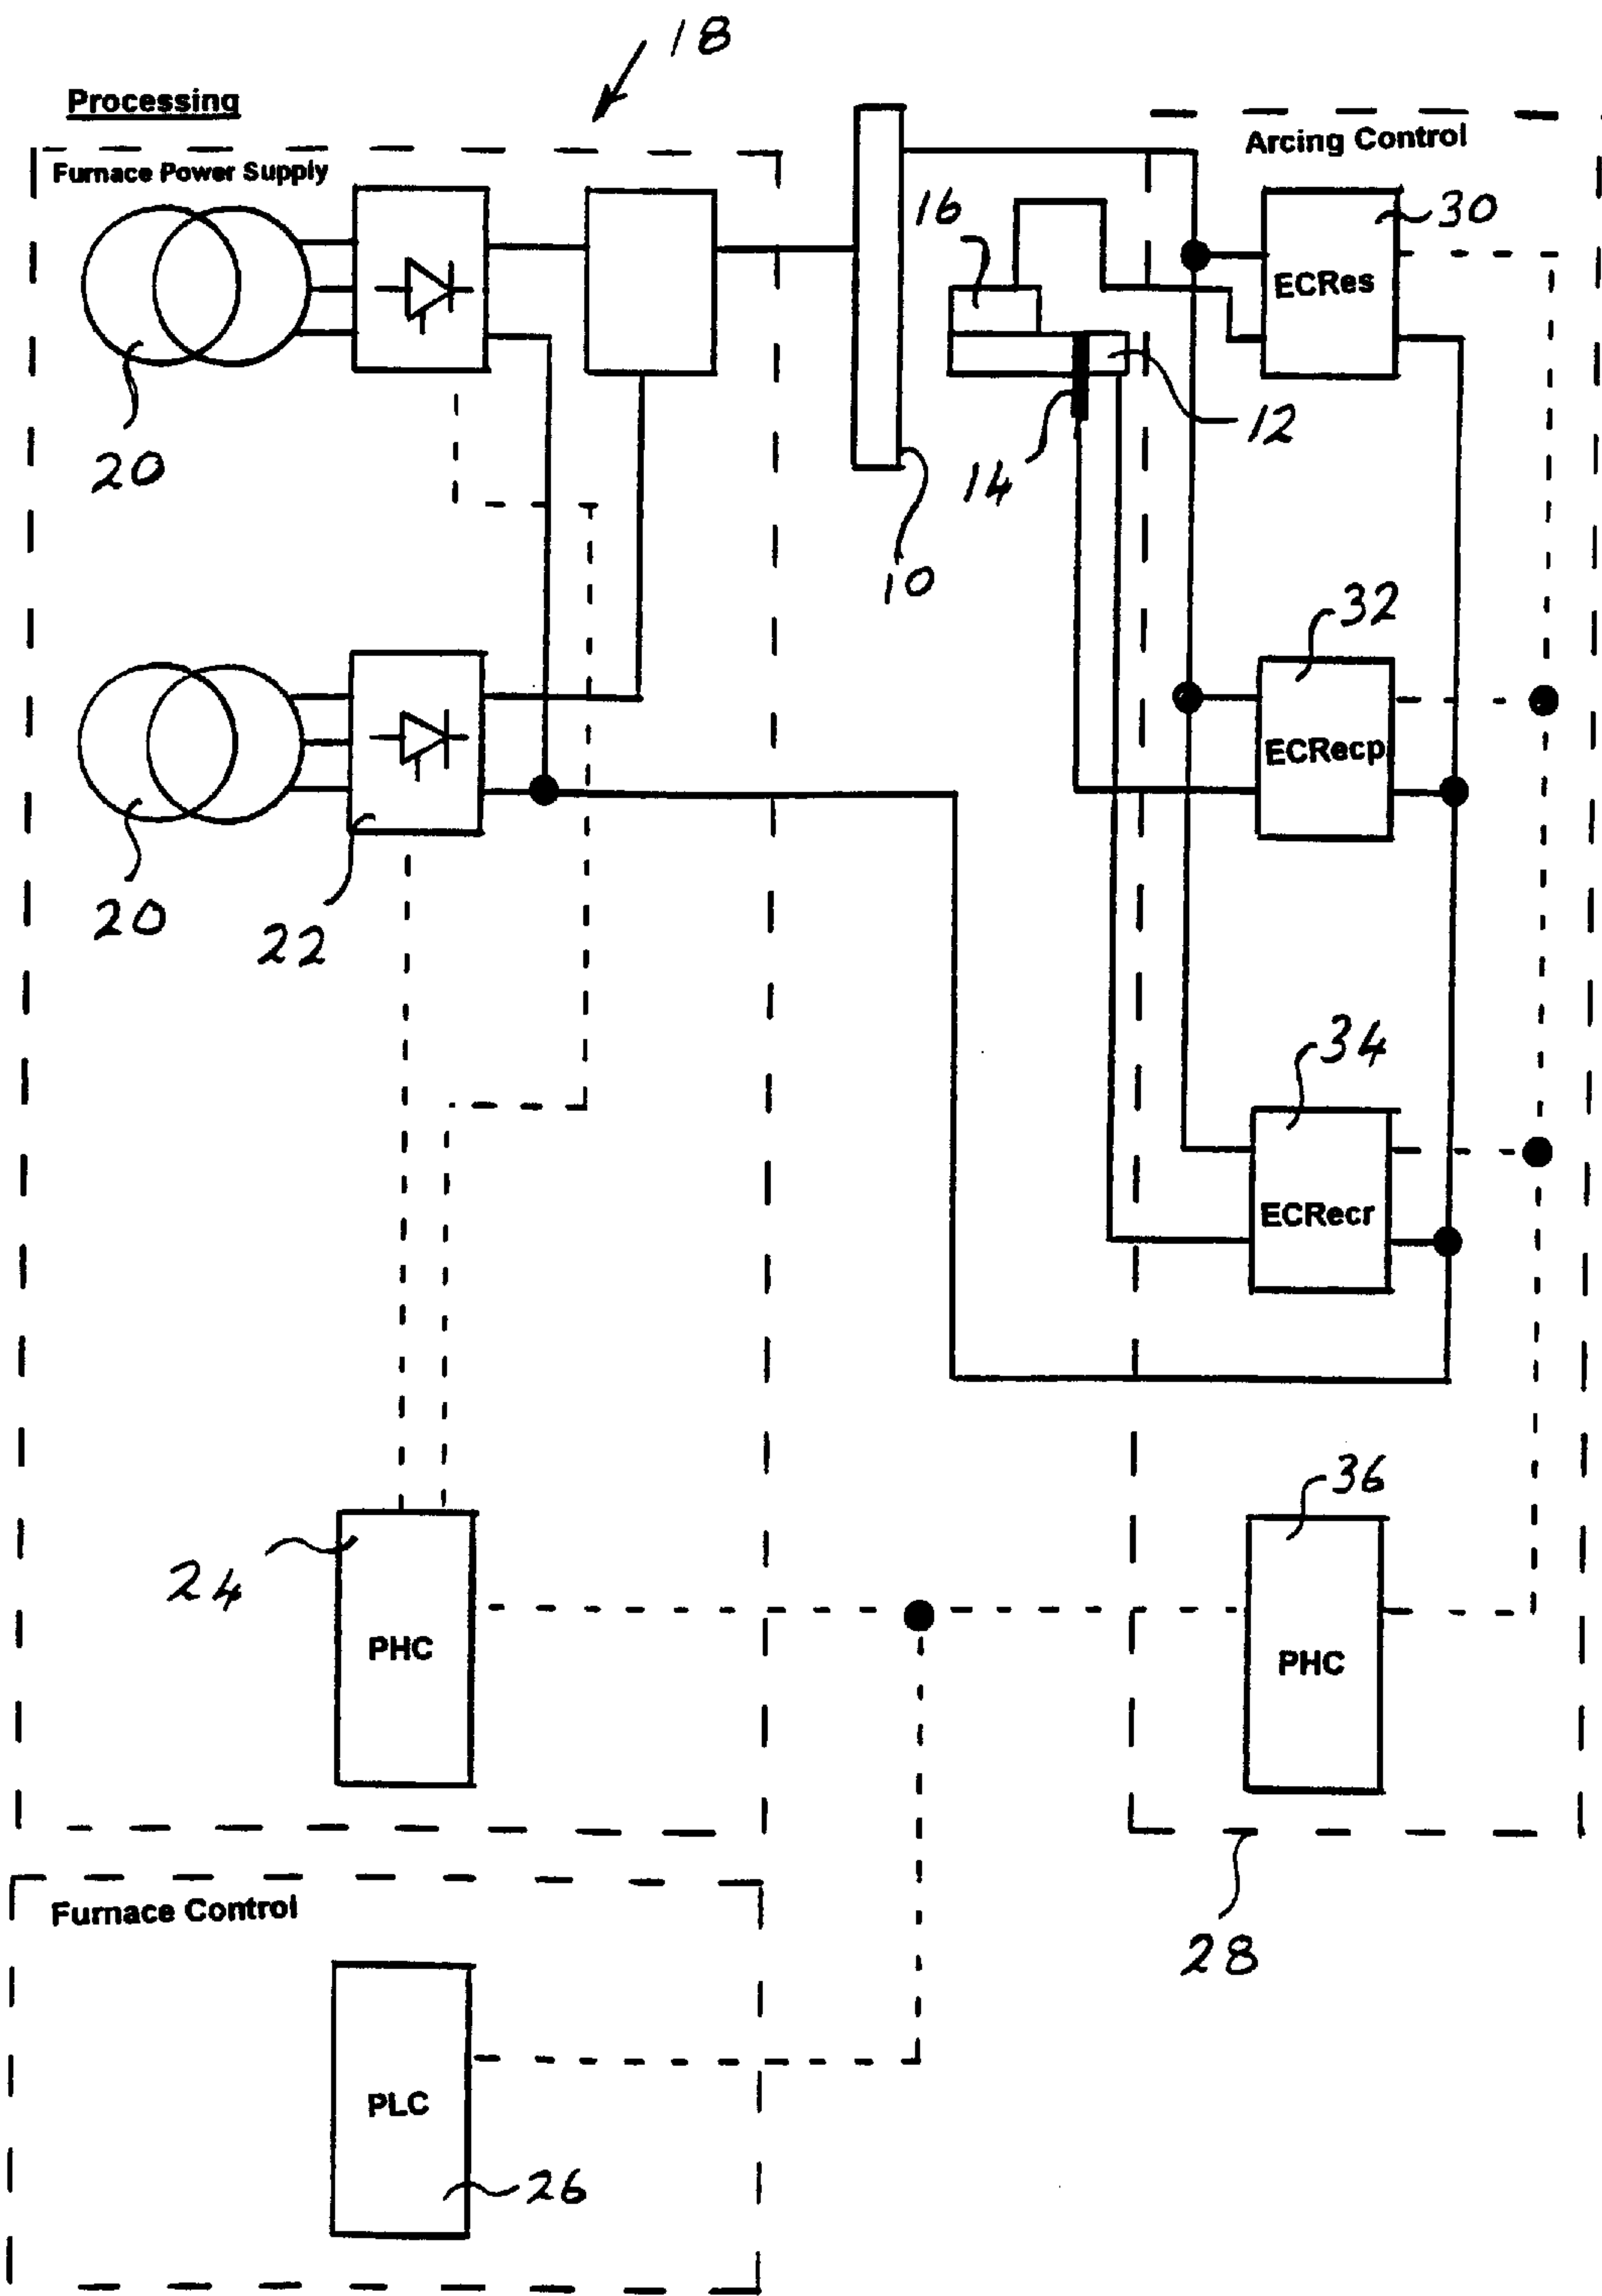 18
Processing
Arcing Control
Furnace Power Supply
16
30
ECRes
12
20
14
10
32
ECRecp
20
22
34
ECRecr
36
24
PHC
PHC
Furnace Control
28
PLC
26